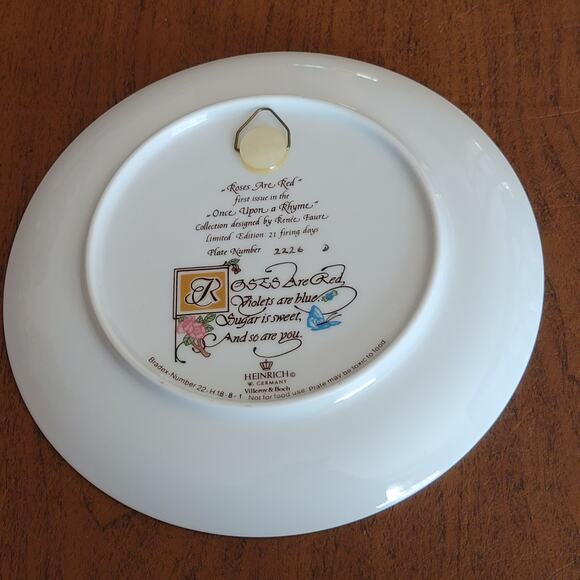 „Roses Are Red"
first issue in the
„Once Upon a Rhyme"
Collection designed by Renée Faure
Limited Edition 21 firing days
Plate Number 2226 D
ROSES Are Red,
Violets are blue.
Sugar is sweet,
And so are you.
HEINRICH©
W. GERMANY
Villeroy & Boch
Bradex-Number 22-H18-8-1 Not for food use. Plate may be toxic to food